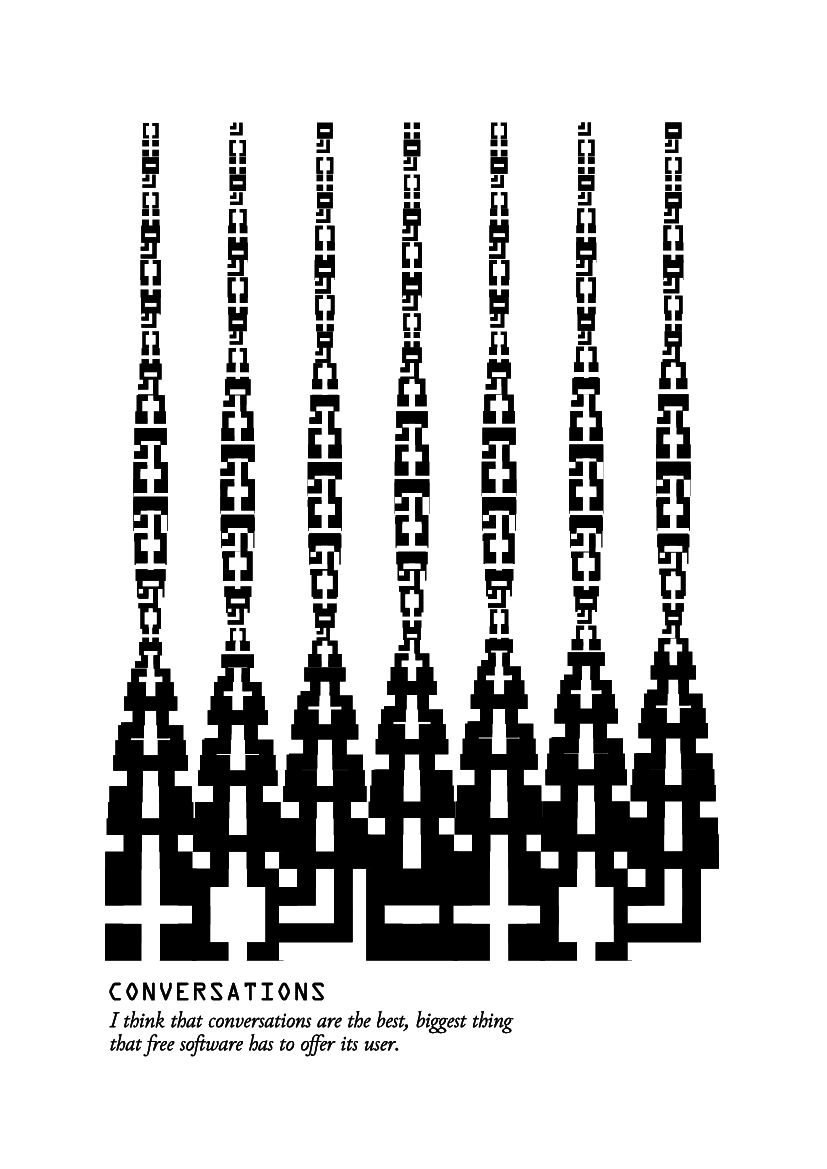 CONVERSATIONS
I think that conversations are the best, biggest thing
that free software has to offer its user.